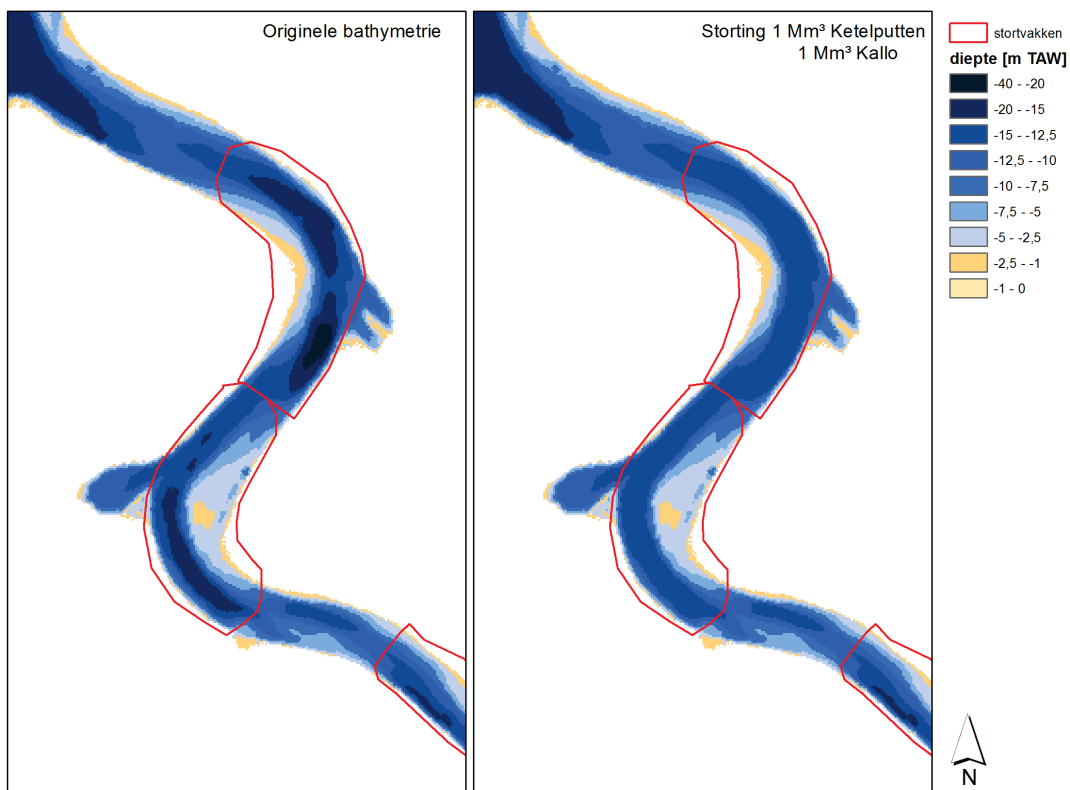 Originele bathymetrie
Storting 1 Mm³ Ketelputten
1 Mm³ Kallo
stortvakken
diepte [m TAW]
-40 - -20
-20 - -15
-15 - -12,5
-12,5 - -10
-10 - -7,5
-7,5 - -5
-5 - -2,5
-2,5 - -1
-1 - 0
N